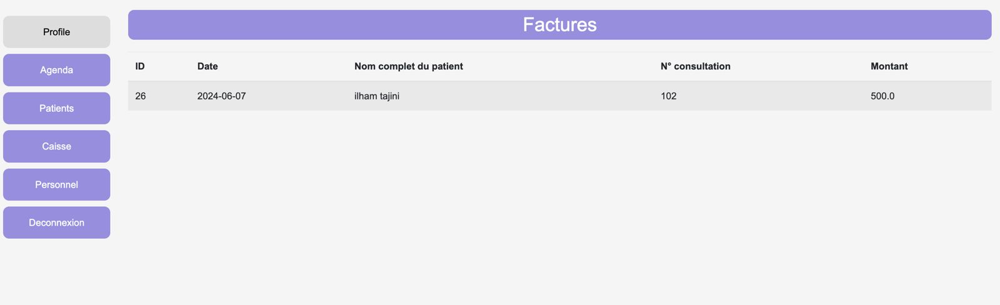 Profile
Agenda
Patients
Caisse
Personnel
Deconnexion
Factures
ID Date Nom complet du patient N° consultation Montant
26 2024-06-07 ilham tajini 102 500.0